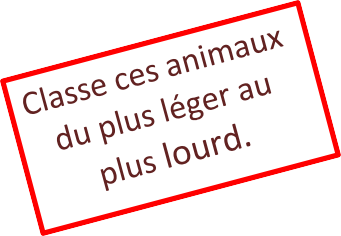 Classe ces animaux
du plus léger au
plus lourd.